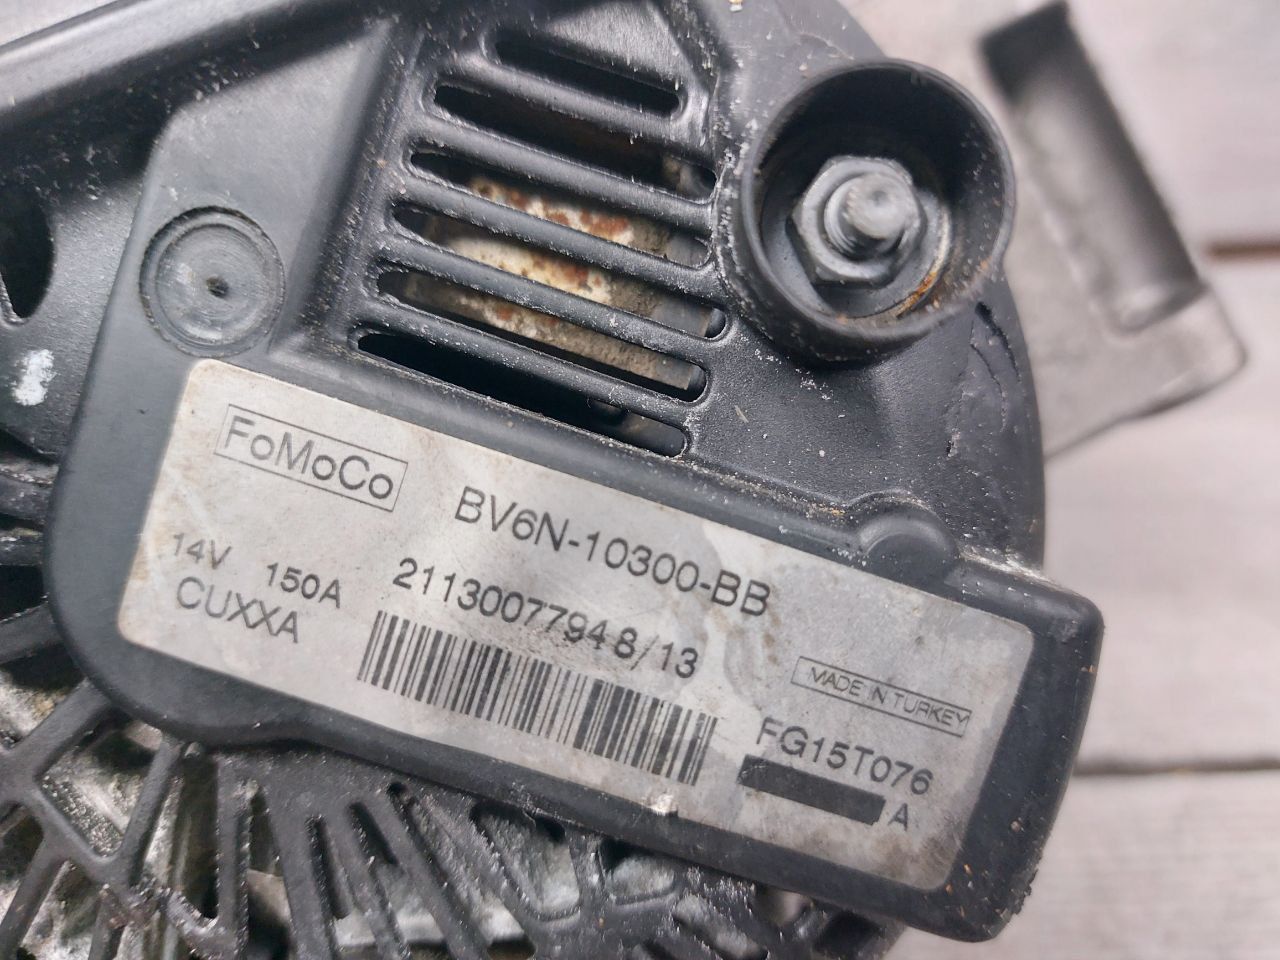 FoMoCo
BV6N-10300-BB
14V 150A
2113007794 8/13
CUXXA
MADE IN TURKEY
FG15T076
A